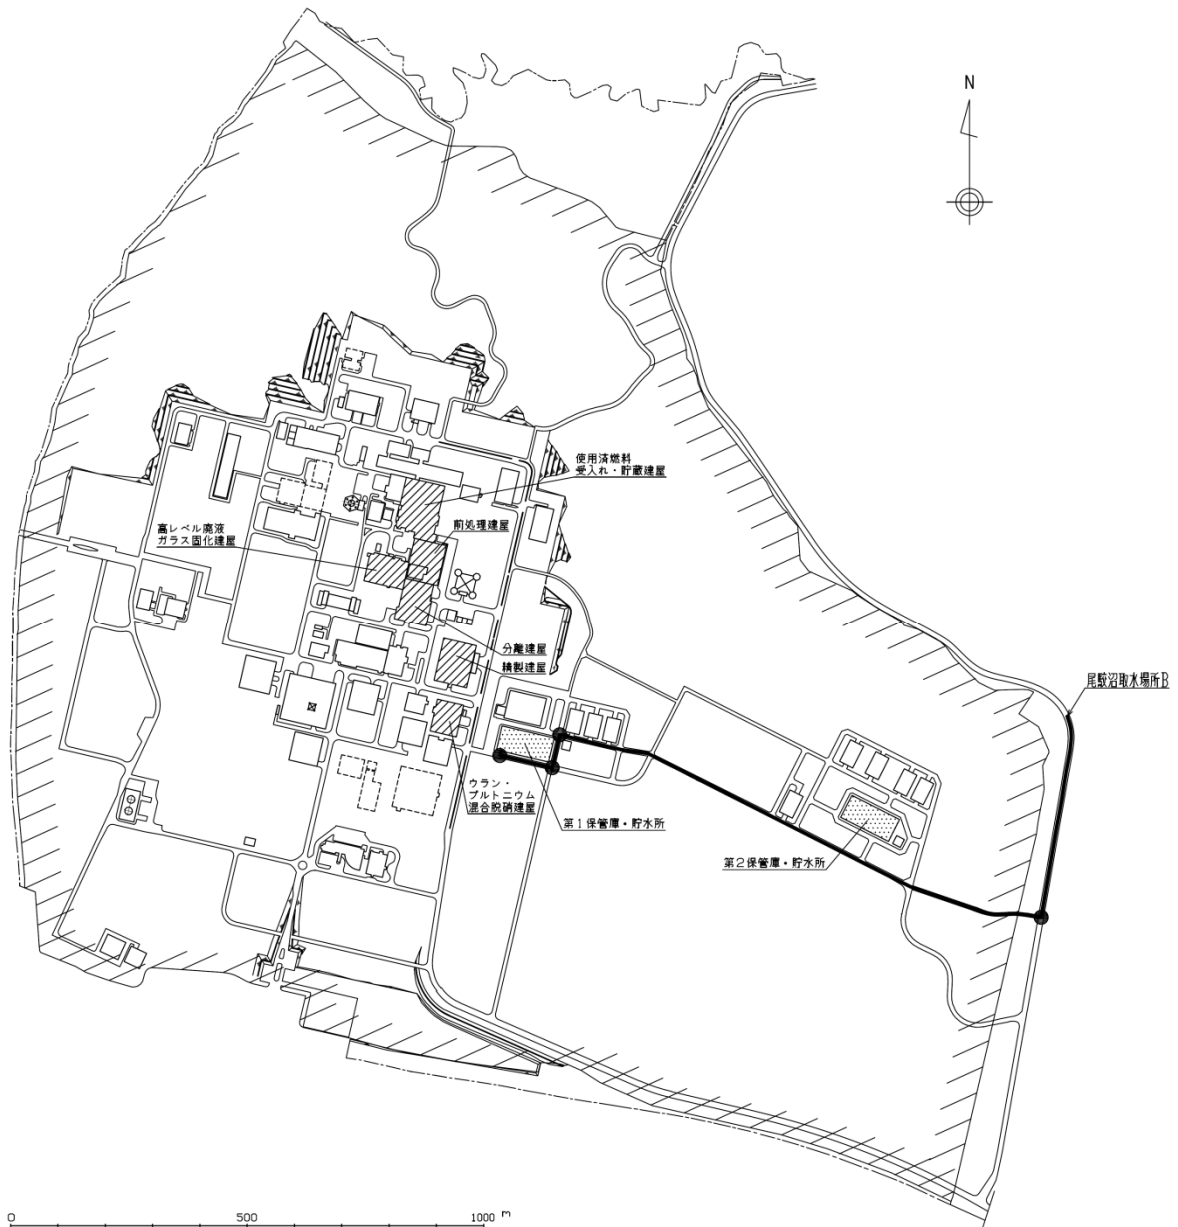 N
使用済燃料
受入れ・貯蔵建屋
高レベル廃液
ガラス固化建屋
前処理建屋
分離建屋
精製建屋
尾駮沼取水場所B
ウラン・
プルトニウム
混合脱硝建屋
第1保管庫・貯水所
第2保管庫・貯水所
0 500 1000 m